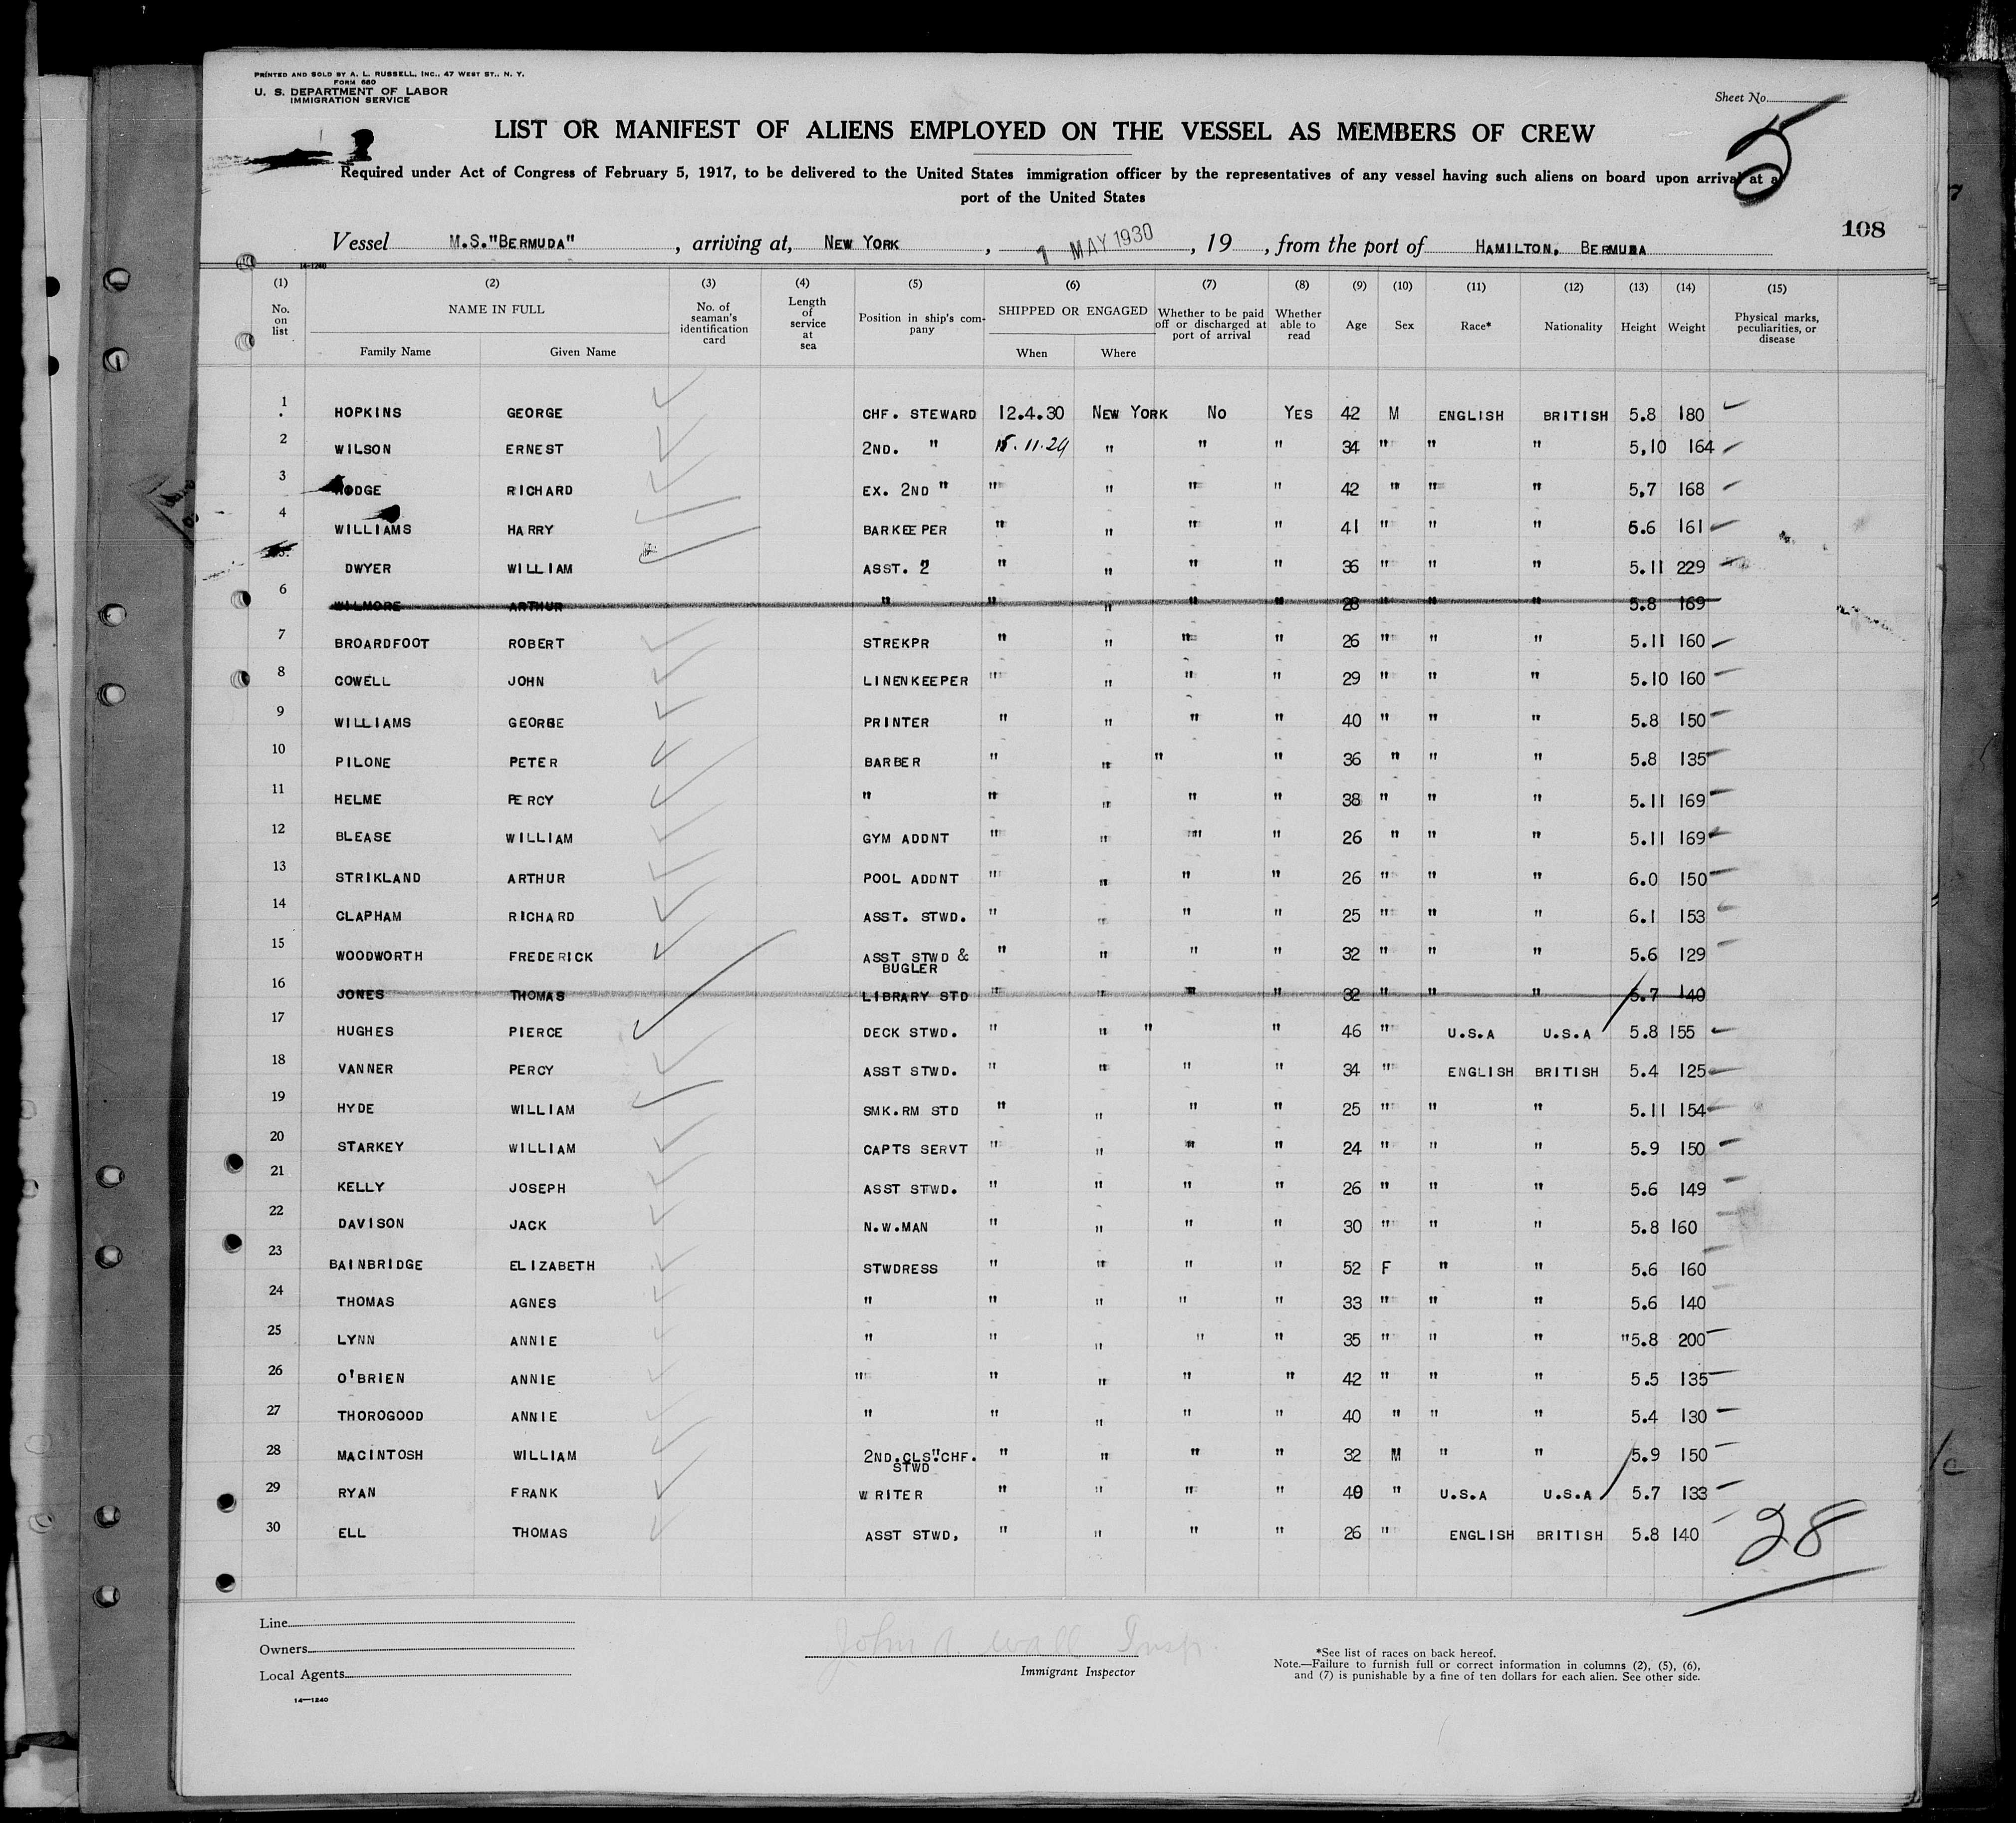 PRINTED AND SOLD BY A. L. RUSSELL, INC., 47 WEST ST., N. Y.
FORM 680
U. S. DEPARTMENT OF LABOR
IMMIGRATION SERVICE
Sheet No.
5
LIST OR MANIFEST OF ALIENS EMPLOYED ON THE VESSEL AS MEMBERS OF CREW
Required under Act of Congress of February 5, 1917, to be delivered to the United States immigration officer by the representatives of any vessel having such aliens on board upon arrival at a
port of the United States
108
Vessel M.S."BERMUDA", arriving at, NEW YORK, 1 MAY 1930, 19, from the port of HAMILTON, BERMUDA
14-1240
(1) (2) (3) (4) (5) (6) (7) (8) (9) (10) (11) (12) (13) (14) (15)
No. on list NAME IN FULL No. of seaman's identification card Length of service at sea Position in ship's company SHIPPED OR ENGAGED Whether to be paid off or discharged at port of arrival Whether able to read Age Sex Race* Nationality Height Weight Physical marks, peculiarities, or disease
Family Name Given Name When Where
1 HOPKINS GEORGE CHF. STEWARD 12.4.30 NEW YORK NO YES 42 M ENGLISH BRITISH 5.8 180
2 WILSON ERNEST 2ND. " 15.11.29 " " " 34 " " " 5,10 164
3 HODGE RICHARD EX. 2ND " " " " " 42 " " " 5,7 168
4 WILLIAMS HARRY BARKEEPER " " " " 41 " " " 5.6 161
5. DWYER WILLIAM ASST. " " " " " 36 " " " 5.11 229
6 WILMORE ARTHUR " " " " " 28 " " " 5.8 169
7 BROARDFOOT ROBERT STREKPR " " " " 26 " " " 5.11 160
8 COWELL JOHN LINENKEEPER " " " " 29 " " " 5.10 160
9 WILLIAMS GEORGE PRINTER " " " " 40 " " " 5.8 150
10 PILONE PETER BARBER " " " " 36 " " " 5.8 135
11 HELME PERCY " " " " " 38 " " " 5.11 169
12 BLEASE WILLIAM GYM ADDNT " " " " 26 " " " 5.11 169
13 STRIKLAND ARTHUR POOL ADDNT " " " " 26 " " " 6.0 150
14 CLAPHAM RICHARD ASST. STWD. " " " " 25 " " " 6.1 153
15 WOODWORTH FREDERICK ASST STWD & BUGLER " " " " 32 " " " 5.6 129
16 JONES THOMAS LIBRARY STD " " " " 32 " " " 5.7 140
17 HUGHES PIERCE DECK STWD. " " " " 46 " U.S.A U.S.A 5.8 155
18 VANNER PERCY ASST STWD. " " " " 34 " ENGLISH BRITISH 5.4 125
19 HYDE WILLIAM SMK.RM STD " " " " 25 " " " 5.11 154
20 STARKEY WILLIAM CAPTS SERVT " " " " 24 " " " 5.9 150
21 KELLY JOSEPH ASST STWD. " " " " 26 " " " 5.6 149
22 DAVISON JACK N.W.MAN " " " " 30 " " " 5.8 160
23 BAINBRIDGE ELIZABETH STWDRESS " " " " 52 F " " 5.6 160
24 THOMAS AGNES " " " " " 33 " " " 5.6 140
25 LYNN ANNIE " " " " " 35 " " " "5.8 200
26 O'BRIEN ANNIE " " " " " 42 " " " 5.5 135
27 THOROGOOD ANNIE " " " " " 40 " " " 5.4 130
28 MACINTOSH WILLIAM 2ND.CLS".CHF. STWD " " " " 32 M " " 5.9 150
29 RYAN FRANK WRITER " " " " 40 " U.S.A U.S.A 5.7 133
30 ELL THOMAS ASST STWD, " " " " 26 " ENGLISH BRITISH 5.8 140
28
Line
Owners
Local Agents
14—1240
John A. Wall Insp.
Immigrant Inspector
*See list of races on back hereof.
Note.—Failure to furnish full or correct information in columns (2), (5), (6),
and (7) is punishable by a fine of ten dollars for each alien. See other side.